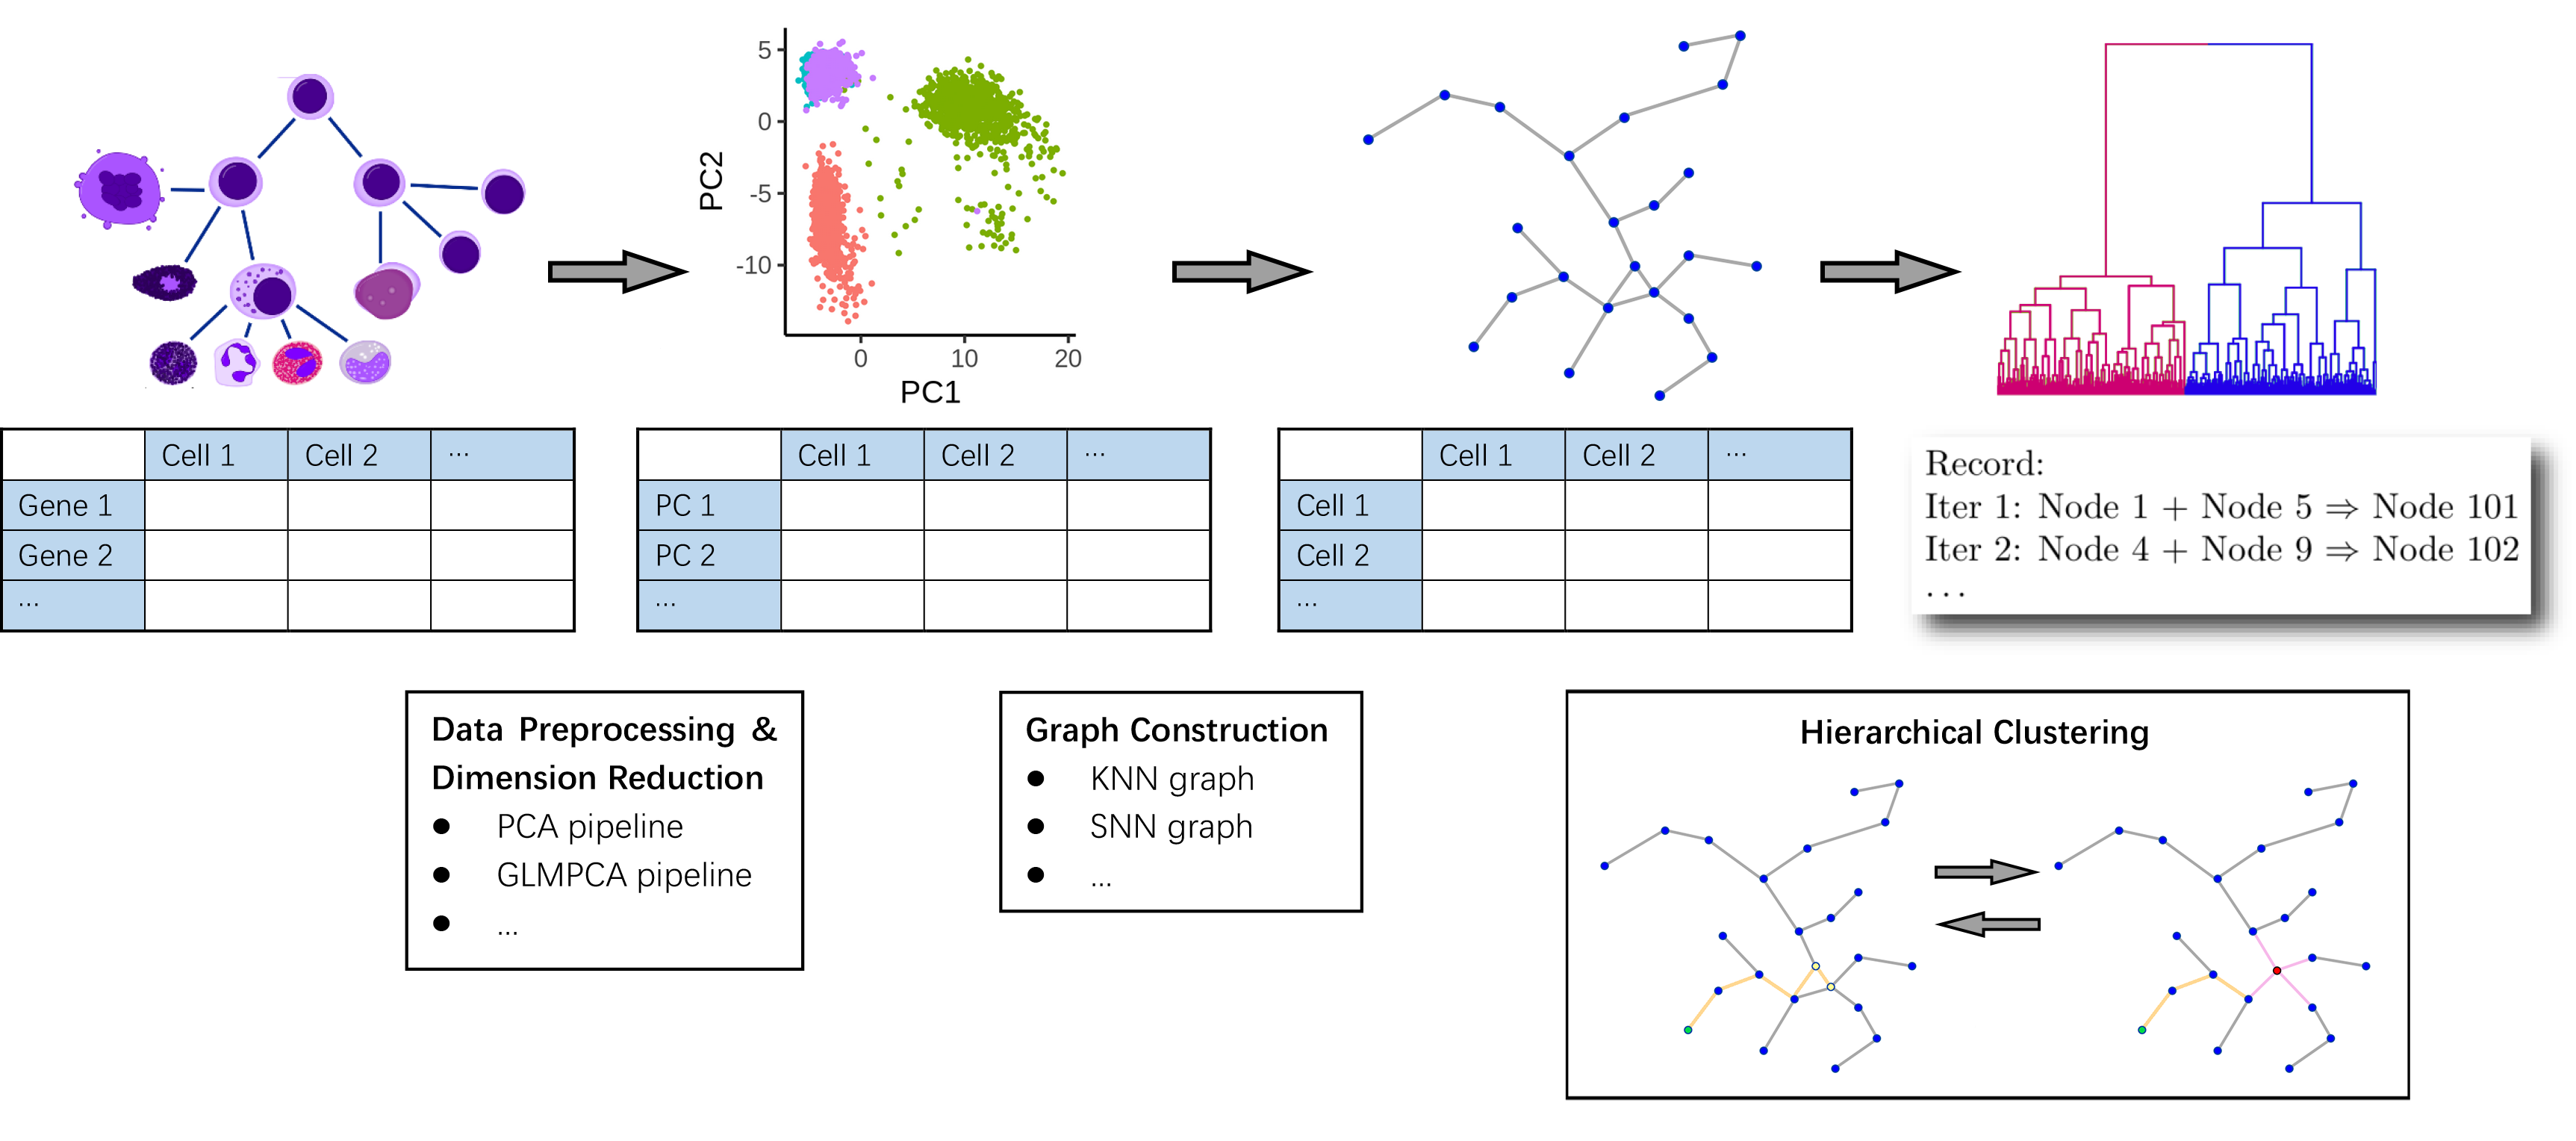 5
0
-5
-10
PC2
0 10 20
PC1
Cell 1 Cell 2 ...
Gene 1
Gene 2
...
Cell 1 Cell 2 ...
PC 1
PC 2
...
Cell 1 Cell 2 ...
Cell 1
Cell 2
...
Record:
Iter 1: Node 1 + Node 5 ⇒ Node 101
Iter 2: Node 4 + Node 9 ⇒ Node 102
...
Data Preprocessing &
Dimension Reduction
● PCA pipeline
● GLMPCA pipeline
● ...
Graph Construction
● KNN graph
● SNN graph
● ...
Hierarchical Clustering